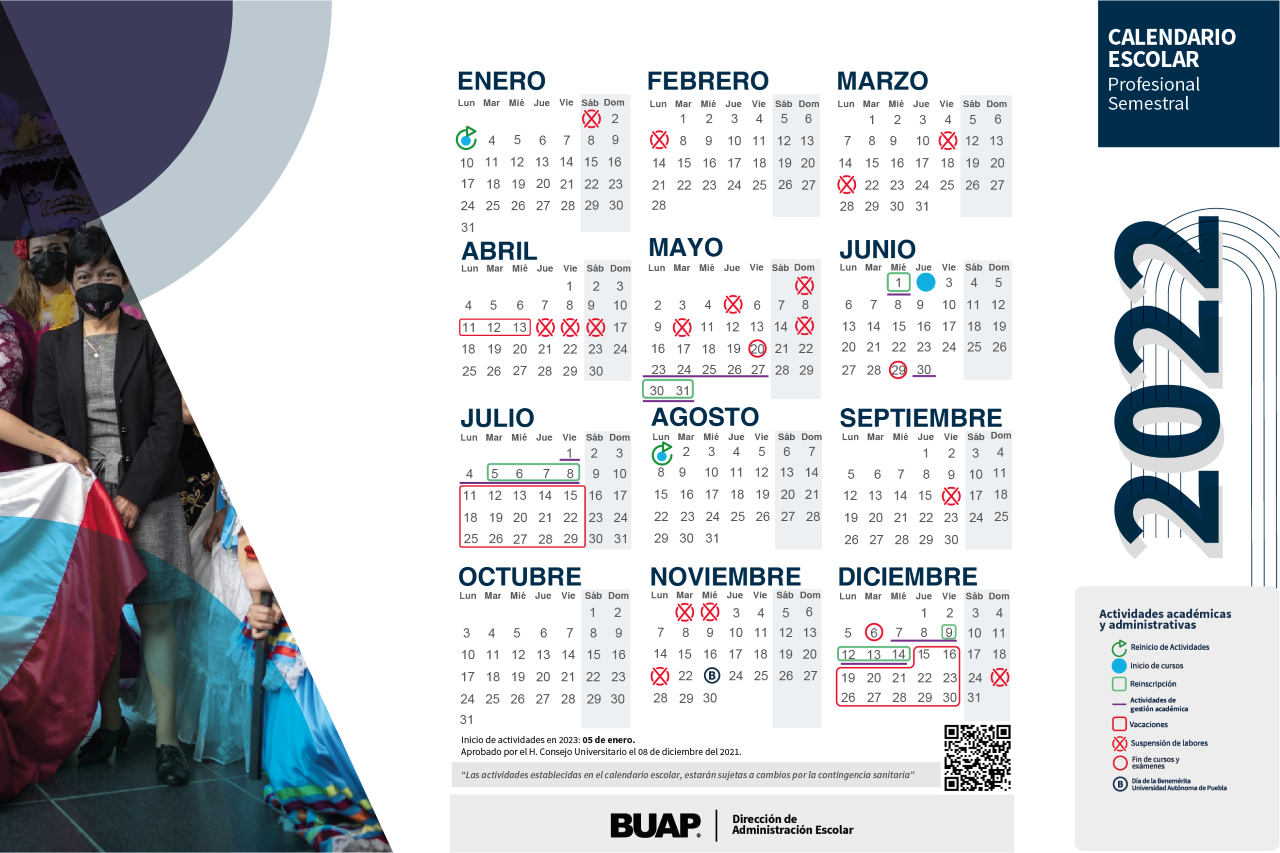 CALENDARIO
ESCOLAR
Profesional
Semestral
2022
ENERO
Lun Mar Mié Jue Vie Sáb Dom
2
4 5 6 7 8 9
10 11 12 13 14 15 16
17 18 19 20 21 22 23
24 25 26 27 28 29 30
31
FEBRERO
Lun Mar Mié Jue Vie Sáb Dom
1 2 3 4 5 6
8 9 10 11 12 13
14 15 16 17 18 19 20
21 22 23 24 25 26 27
28
MARZO
Lun Mar Mié Jue Vie Sáb Dom
1 2 3 4 5 6
7 8 9 10 12 13
14 15 16 17 18 19 20
22 23 24 25 26 27
28 29 30 31
ABRIL
Lun Mar Mié Jue Vie Sáb Dom
1 2 3
4 5 6 7 8 9 10
11 12 13 17
18 19 20 21 22 23 24
25 26 27 28 29 30
MAYO
Lun Mar Mié Jue Vie Sáb Dom
2 3 4 6 7 8
9 11 12 13 14
16 17 18 19 20 21 22
23 24 25 26 27 28 29
30 31
JUNIO
Lun Mar Mié Jue Vie Sáb Dom
1 3 4 5
6 7 8 9 10 11 12
13 14 15 16 17 18 19
20 21 22 23 24 25 26
27 28 29 30
JULIO
Lun Mar Mié Jue Vie Sáb Dom
1 2 3
4 5 6 7 8 9 10
11 12 13 14 15 16 17
18 19 20 21 22 23 24
25 26 27 28 29 30 31
AGOSTO
Lun Mar Mié Jue Vie Sáb Dom
2 3 4 5 6 7
8 9 10 11 12 13 14
15 16 17 18 19 20 21
22 23 24 25 26 27 28
29 30 31
SEPTIEMBRE
Lun Mar Mié Jue Vie Sáb Dom
1 2 3 4
5 6 7 8 9 10 11
12 13 14 15 17 18
19 20 21 22 23 24 25
26 27 28 29 30
OCTUBRE
Lun Mar Mié Jue Vie Sáb Dom
1 2
3 4 5 6 7 8 9
10 11 12 13 14 15 16
17 18 19 20 21 22 23
24 25 26 27 28 29 30
31
NOVIEMBRE
Lun Mar Mié Jue Vie Sáb Dom
3 4 5 6
7 8 9 10 11 12 13
14 15 16 17 18 19 20
22 B 24 25 26 27
28 29 30
DICIEMBRE
Lun Mar Mié Jue Vie Sáb Dom
1 2 3 4
5 6 7 8 9 10 11
12 13 14 15 16 17 18
19 20 21 22 23 24
26 27 28 29 30 31
Actividades académicas
y administrativas
Reinicio de Actividades
Inicio de cursos
Reinscripción
Actividades de
gestión académica
Vacaciones
Suspensión de labores
Fin de cursos y
exámenes
B Día de la Benemérita
Universidad Autónoma de Puebla
Inicio de actividades en 2023: 05 de enero.
Aprobado por el H. Consejo Universitario el 08 de diciembre del 2021.
“Las actividades establecidas en el calendario escolar, estarán sujetas a cambios por la contingencia sanitaria”
BUAP®
Dirección de
Administración Escolar